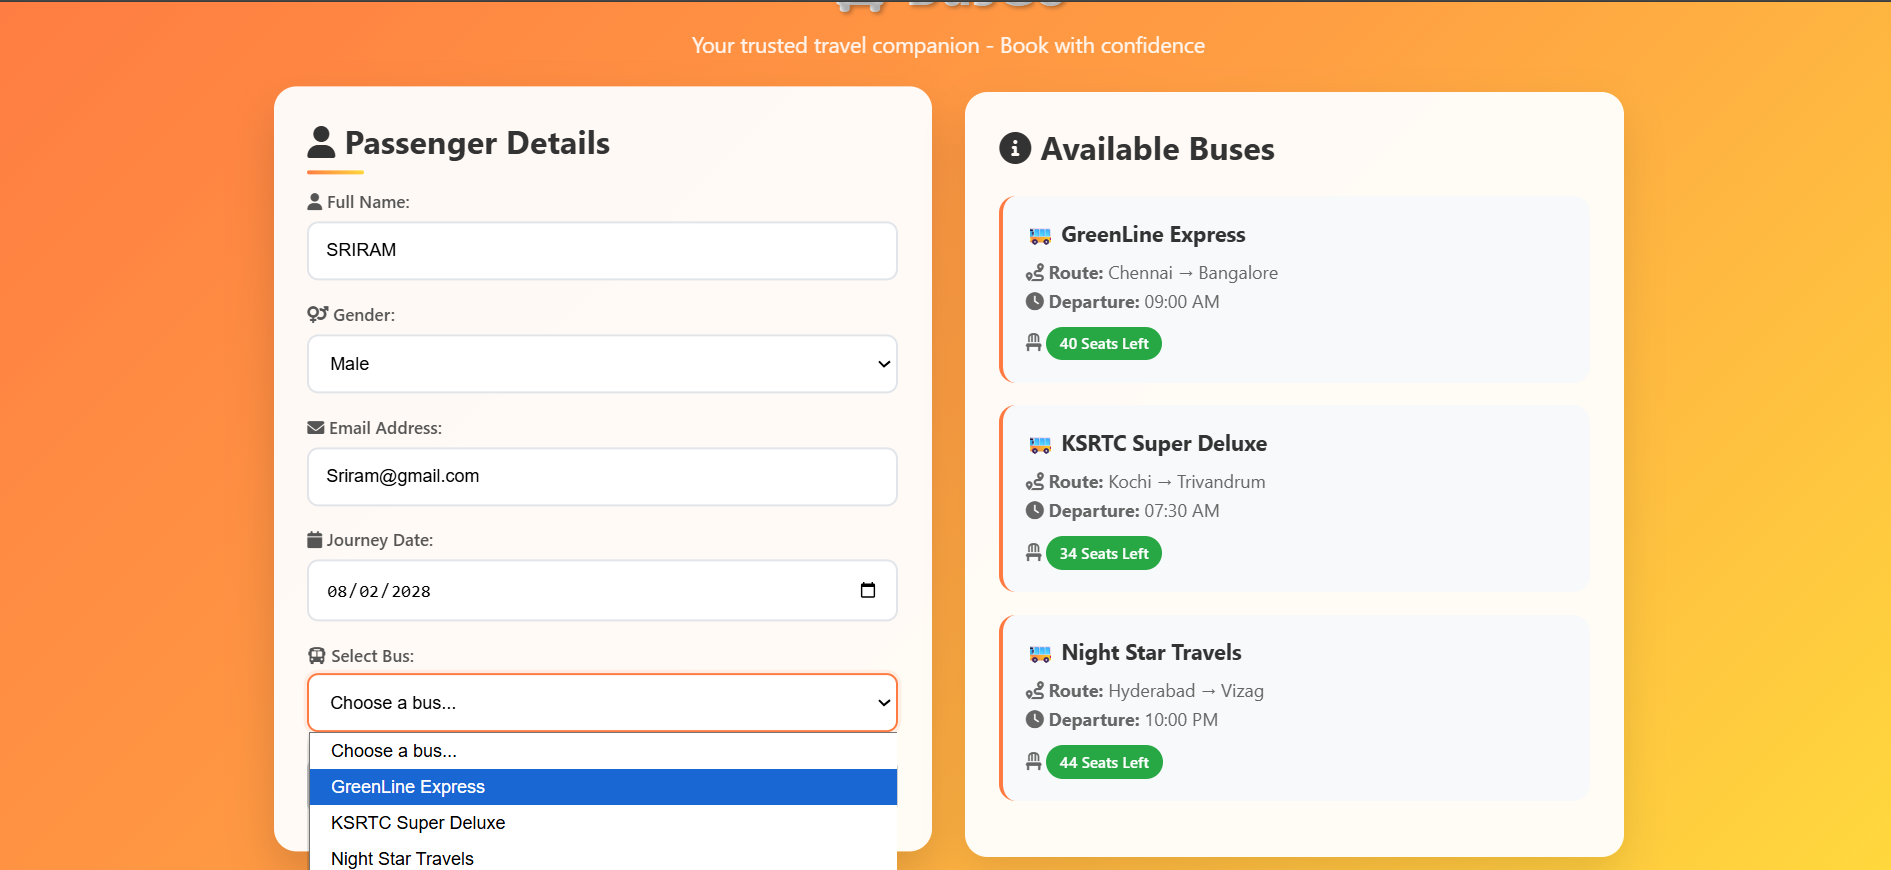 Your trusted travel companion - Book with confidence
Passenger Details
Full Name:
SRIRAM
Gender:
Male
Email Address:
Sriram@gmail.com
Journey Date:
08/02/2028
Select Bus:
Choose a bus...
Choose a bus...
GreenLine Express
KSRTC Super Deluxe
Night Star Travels
Available Buses
GreenLine Express
Route: Chennai → Bangalore
Departure: 09:00 AM
40 Seats Left
KSRTC Super Deluxe
Route: Kochi → Trivandrum
Departure: 07:30 AM
34 Seats Left
Night Star Travels
Route: Hyderabad → Vizag
Departure: 10:00 PM
44 Seats Left